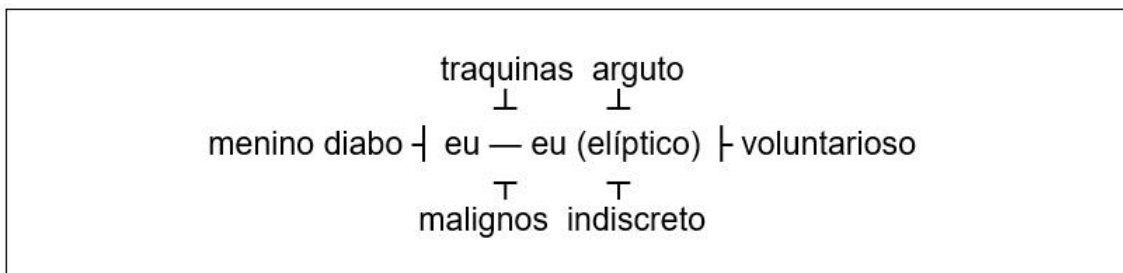 traquinas arguto
⊥ ⊥
menino diabo ┤ eu — eu (elíptico) ├ voluntarioso
┬ ┬
malignos indiscreto